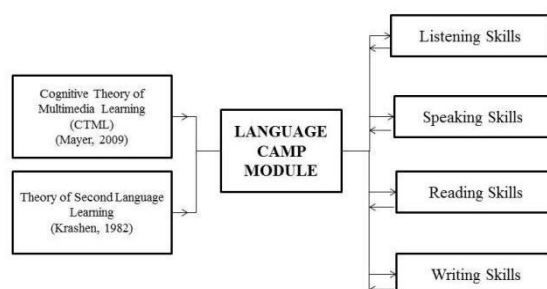 Cognitive Theory of
Multimedia Learning
(CTML)
(Mayer, 2009)
Theory of Second Language
Learning
(Krashen, 1982)
LANGUAGE
CAMP
MODULE
Listening Skills
Speaking Skills
Reading Skills
Writing Skills